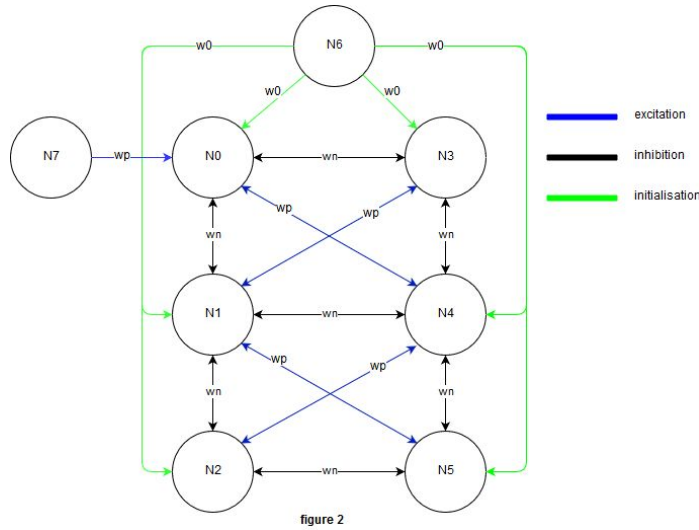 N6
w0
w0
w0
w0
excitation
N7
wp
N0
wn
N3
inhibition
initialisation
wn
wp
wp
wn
N1
wn
N4
wn
wp
wp
wn
N2
wn
N5
figure 2